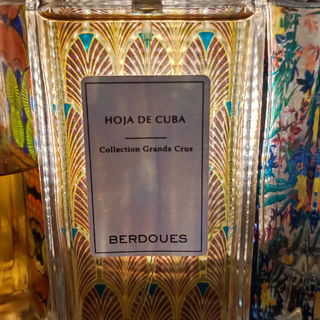 HOJA DE CUBA
Collection Grands Crus
BERDOUES